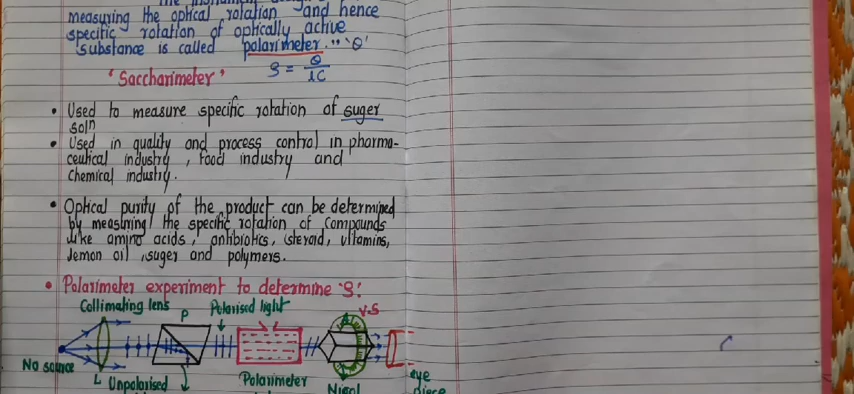 measuring the optical rotation and hence
specific rotation of optically active
substance is called polarimeter. "'θ'
S = θ/lC
'Saccharimeter'
• Used to measure specific rotation of suger
soln
• Used in quality and process control in pharma-
ceutical industry, Food industry and
chemical industry.
• Optical purity of the product can be determined
by measuring the specific rotation of compounds
like amino acids, antibiotics, steroid, vitamins,
lemon oil, suger and polymers.
• Polarimeter experiment to determine 'S'.
Collimating lens P Polarised light V.S
Na source
L Unpolarised Polarimeter Nicol eye
piece